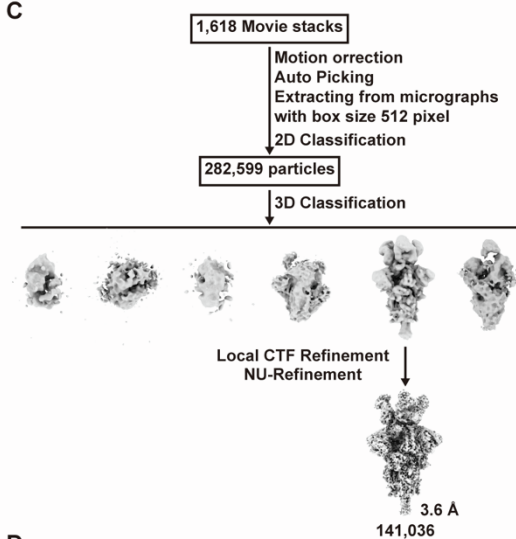 C
1,618 Movie stacks
Motion orrection
Auto Picking
Extracting from micrographs
with box size 512 pixel
2D Classification
282,599 particles
3D Classification
Local CTF Refinement
NU-Refinement
3.6 Å
141,036